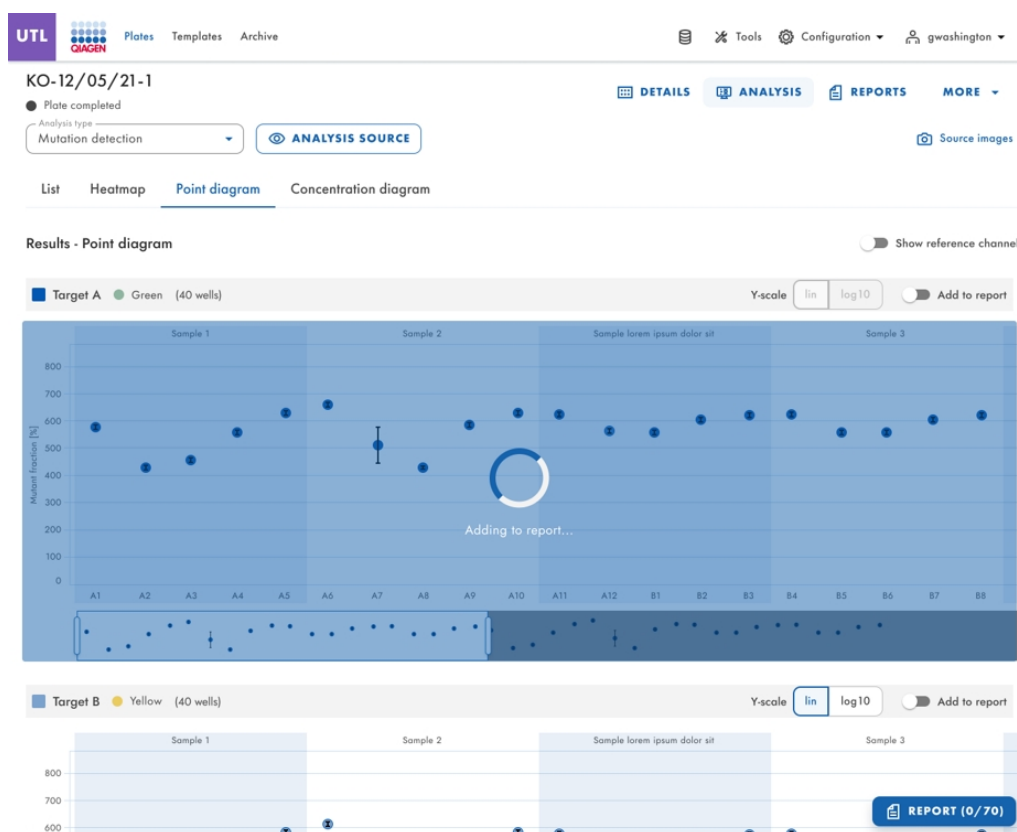 UTL QIAGEN Plates Templates Archive Tools Configuration gwashington
KO-12/05/21-1
DETAILS ANALYSIS REPORTS MORE
Plate completed
Analysis type
Mutation detection ANALYSIS SOURCE Source images
List Heatmap Point diagram Concentration diagram
Results - Point diagram Show reference channel
Target A Green (40 wells) Y-scale lin log10 Add to report
Sample 1 Sample 2 Sample lorem ipsum dolor sit Sample 3
Mutant fraction [%]
800
700
600
500
400
300
200
100
0
Adding to report...
A1 A2 A3 A4 A5 A6 A7 A8 A9 A10 A11 A12 B1 B2 B3 B4 B5 B6 B7 B8
Target B Yellow (40 wells) Y-scale lin log10 Add to report
Sample 1 Sample 2 Sample lorem ipsum dolor sit Sample 3
800
700
600
REPORT (0/70)